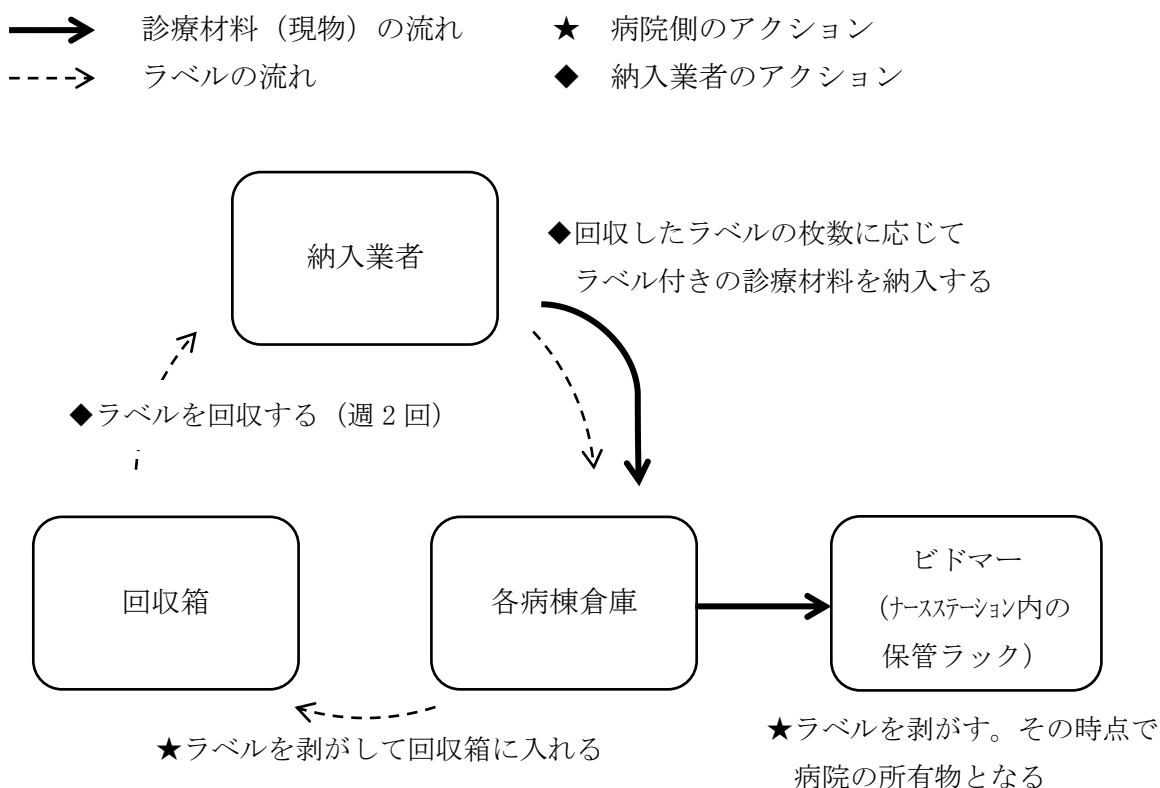 診療材料（現物）の流れ
★ 病院側のアクション
ラベルの流れ
◆ 納入業者のアクション
納入業者
◆回収したラベルの枚数に応じて
ラベル付きの診療材料を納入する
◆ラベルを回収する（週2回）
回収箱
各病棟倉庫
ビドマー
(ナースステーション内の
保管ラック）
★ラベルを剥がして回収箱に入れる
★ラベルを剥がす。その時点で
病院の所有物となる